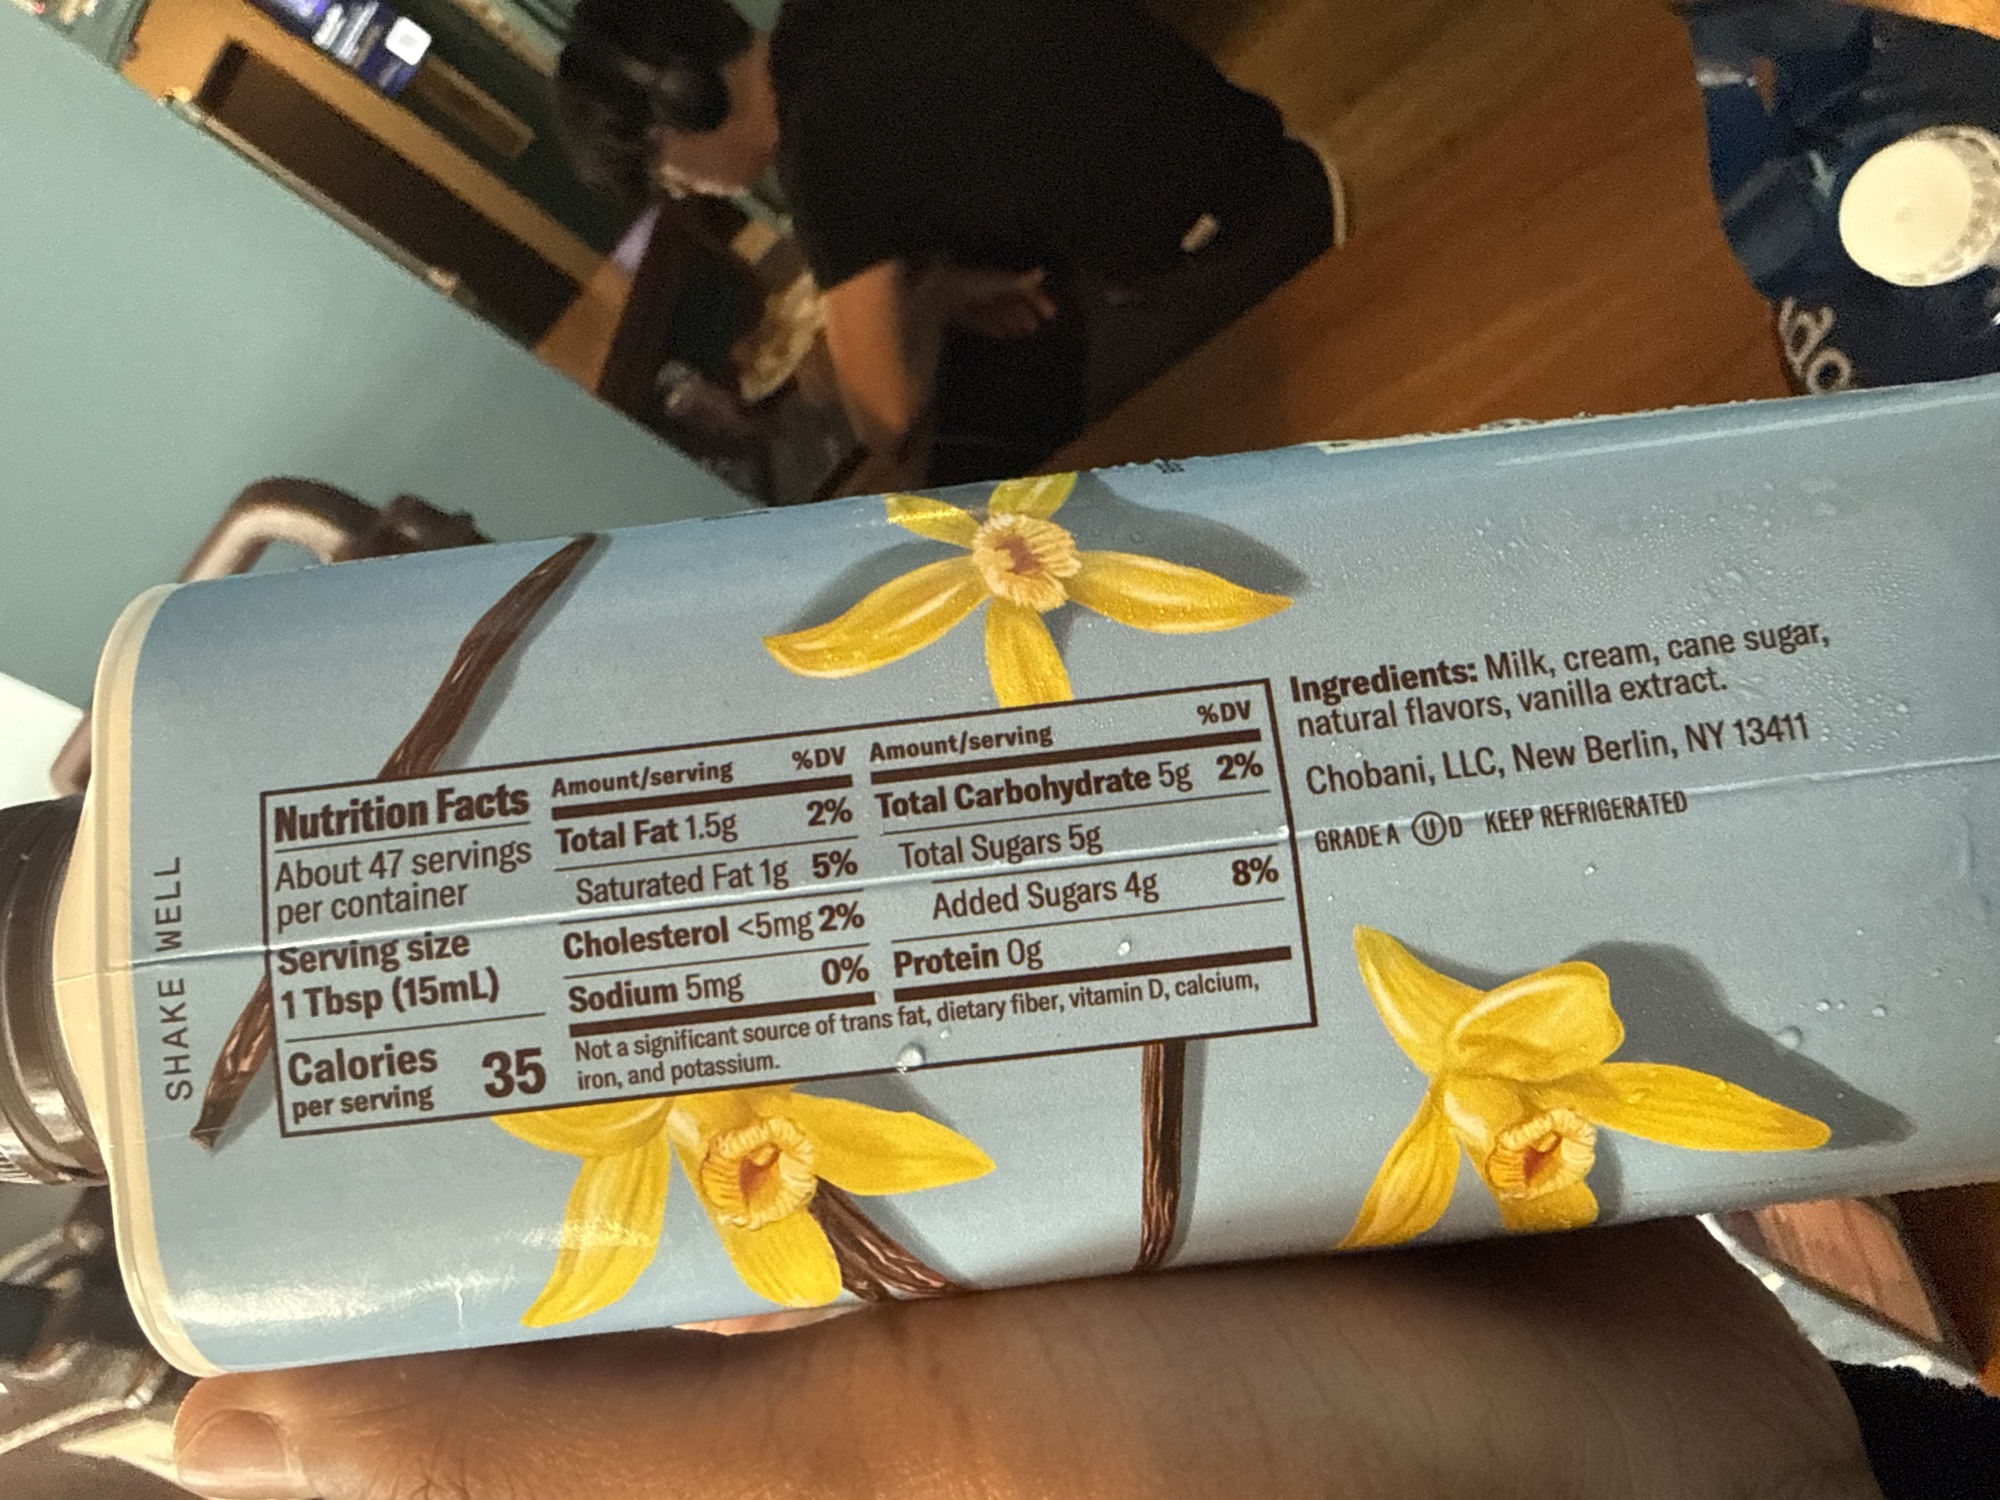 SHAKE WELL
Nutrition Facts
About 47 servings
per container
Serving size
1 Tbsp (15mL)
Calories 35
per serving
Amount/serving %DV
Total Fat 1.5g 2%
Saturated Fat 1g 5%
Cholesterol <5mg 2%
Sodium 5mg 0%
Amount/serving %DV
Total Carbohydrate 5g 2%
Total Sugars 5g
Added Sugars 4g 8%
Protein 0g
Not a significant source of trans fat, dietary fiber, vitamin D, calcium,
iron, and potassium.
Ingredients: Milk, cream, cane sugar,
natural flavors, vanilla extract.
Chobani, LLC, New Berlin, NY 13411
GRADE A ⓊD KEEP REFRIGERATED